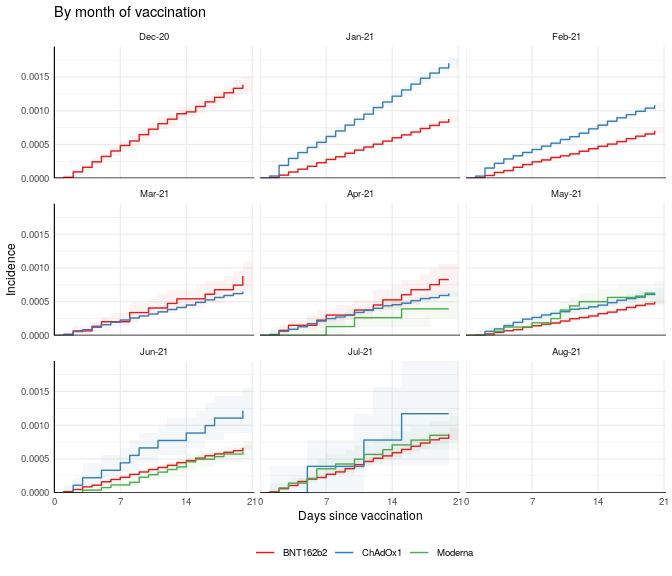 By month of vaccination
Dec-20 Jan-21 Feb-21
0.0015
0.0010
0.0005
0.0000
Mar-21 Apr-21 May-21
0.0015
0.0010
0.0005
0.0000
Jun-21 Jul-21 Aug-21
0.0015
0.0010
0.0005
0.0000
0 7 14 21 0 7 14 21 0 7 14 21
Incidence
Days since vaccination
BNT162b2 ChAdOx1 Moderna